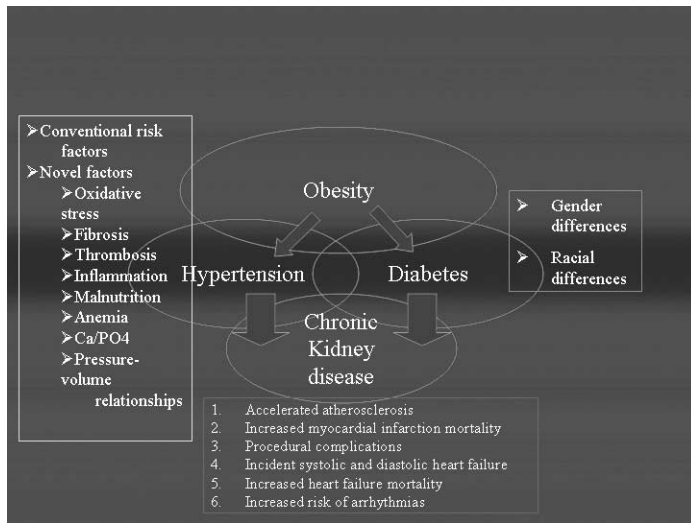 ➢Conventional risk
factors
➢Novel factors
➢Oxidative
stress
➢Fibrosis
➢Thrombosis
➢Inflammation
➢Malnutrition
➢Anemia
➢Ca/PO4
➢Pressure-
volume
relationships
Obesity
Hypertension
Diabetes
Chronic
Kidney
disease
➢ Gender
differences
➢ Racial
differences
1. Accelerated atherosclerosis
2. Increased myocardial infarction mortality
3. Procedural complications
4. Incident systolic and diastolic heart failure
5. Increased heart failure mortality
6. Increased risk of arrhythmias